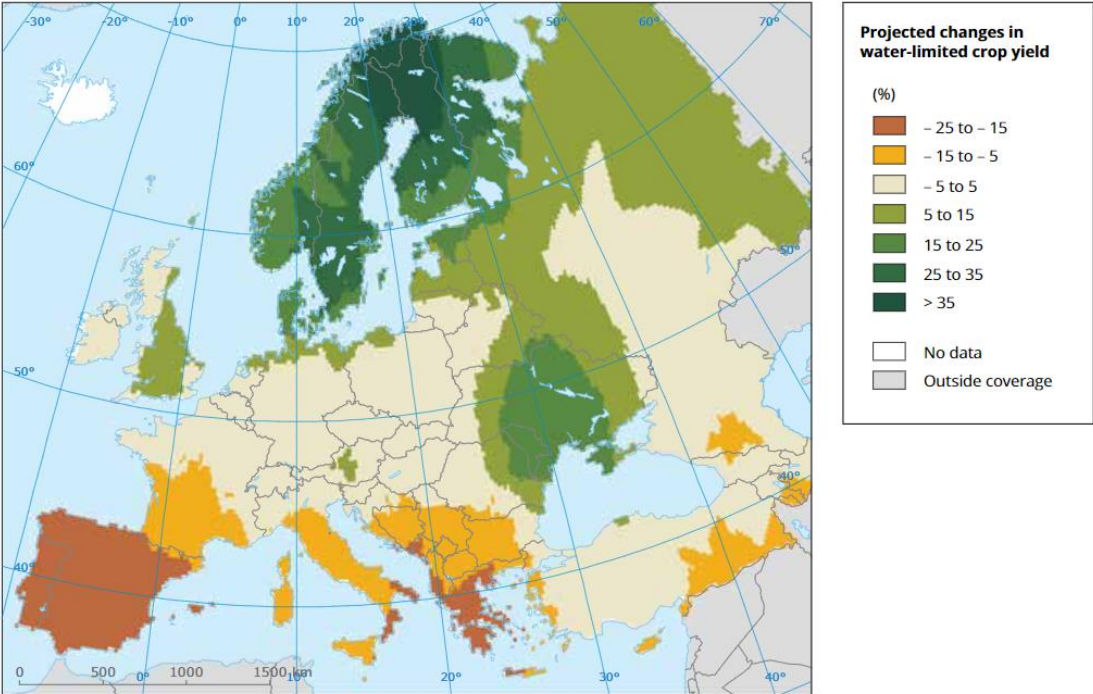 -30° -20° -10° 0° 10° 20° 30° 40° 50° 60° 70°
60°
50°
50°
40°
40°
0 500 1000 1500 km
0° 10° 20° 30° 40°
Projected changes in
water-limited crop yield
(%)
– 25 to – 15
– 15 to – 5
– 5 to 5
5 to 15
15 to 25
25 to 35
> 35
No data
Outside coverage